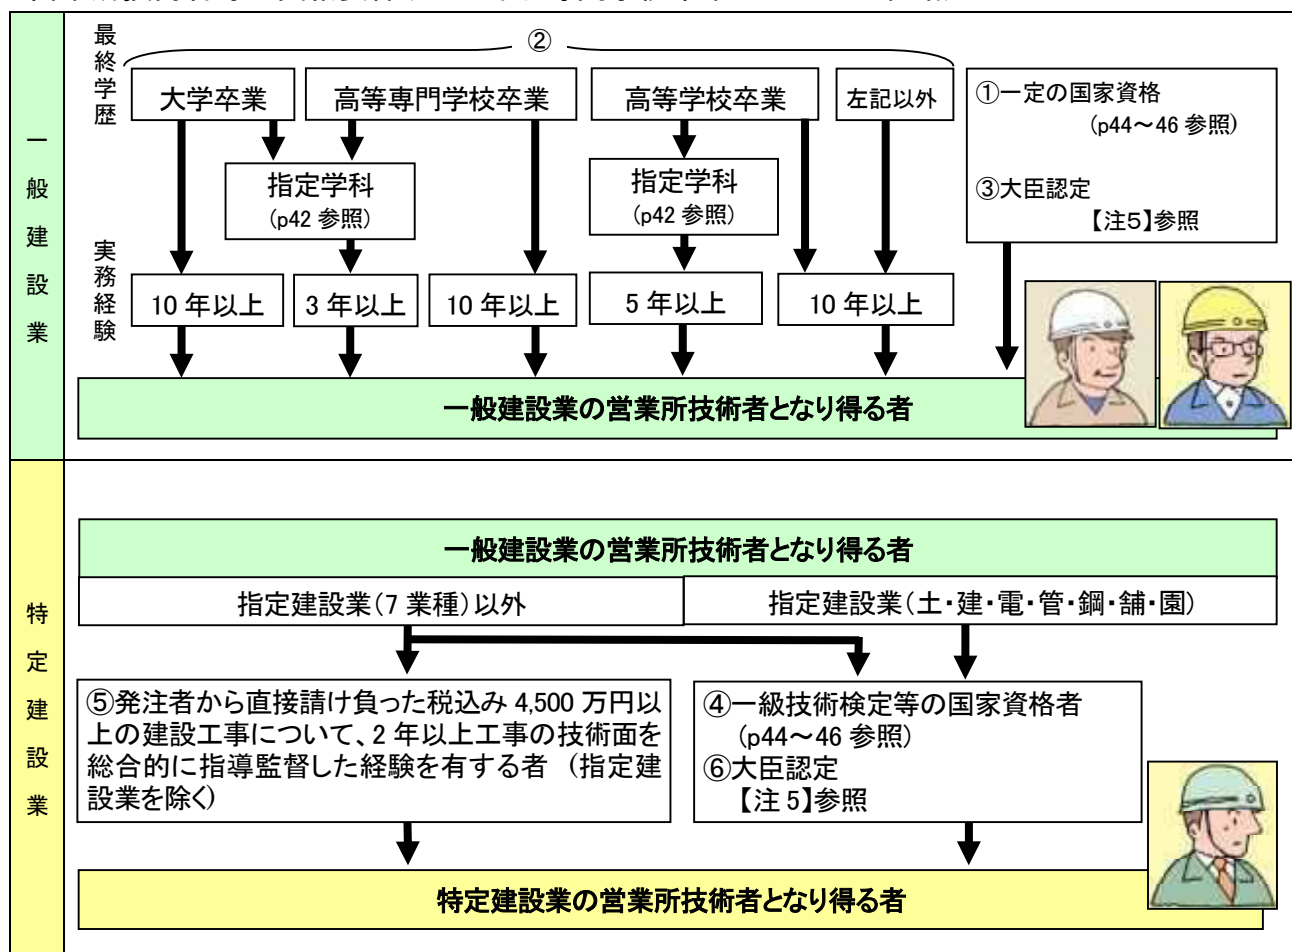 一般建設業
最終学歴
②
大学卒業
高等専門学校卒業
高等学校卒業
左記以外
①一定の国家資格
(p44～46 参照)
③大臣認定
【注5】参照
指定学科
(p42 参照)
指定学科
(p42 参照)
実務経験
10 年以上
3 年以上
10 年以上
5 年以上
10 年以上
一般建設業の営業所技術者となり得る者
特定建設業
一般建設業の営業所技術者となり得る者
指定建設業(7 業種)以外
指定建設業(土・建・電・管・鋼・舗・園)
⑤発注者から直接請け負った税込み 4,500 万円以
上の建設工事について、2 年以上工事の技術面を
総合的に指導監督した経験を有する者 (指定建
設業を除く)
④一級技術検定等の国家資格者
(p44～46 参照)
⑥大臣認定
【注 5】参照
特定建設業の営業所技術者となり得る者